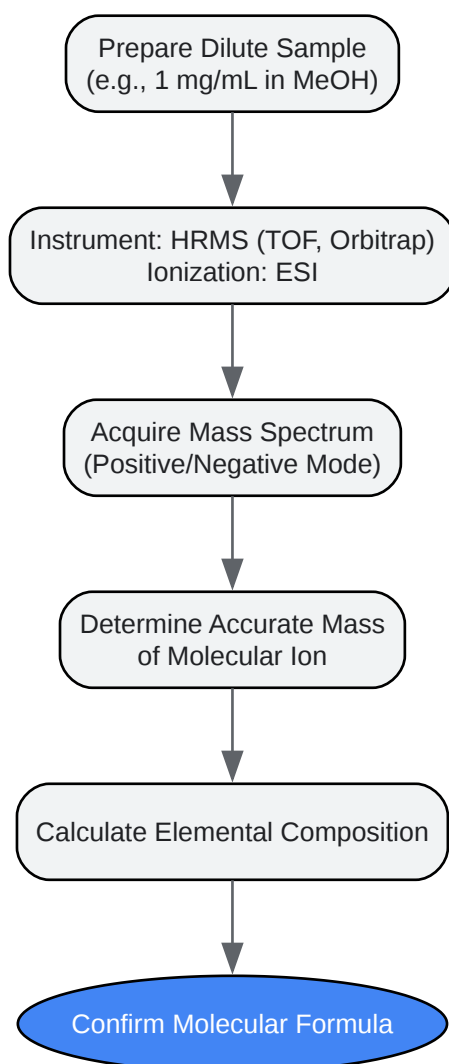 Prepare Dilute Sample
(e.g., 1 mg/mL in MeOH)
Instrument: HRMS (TOF, Orbitrap)
Ionization: ESI
Acquire Mass Spectrum
(Positive/Negative Mode)
Determine Accurate Mass
of Molecular Ion
Calculate Elemental Composition
Confirm Molecular Formula